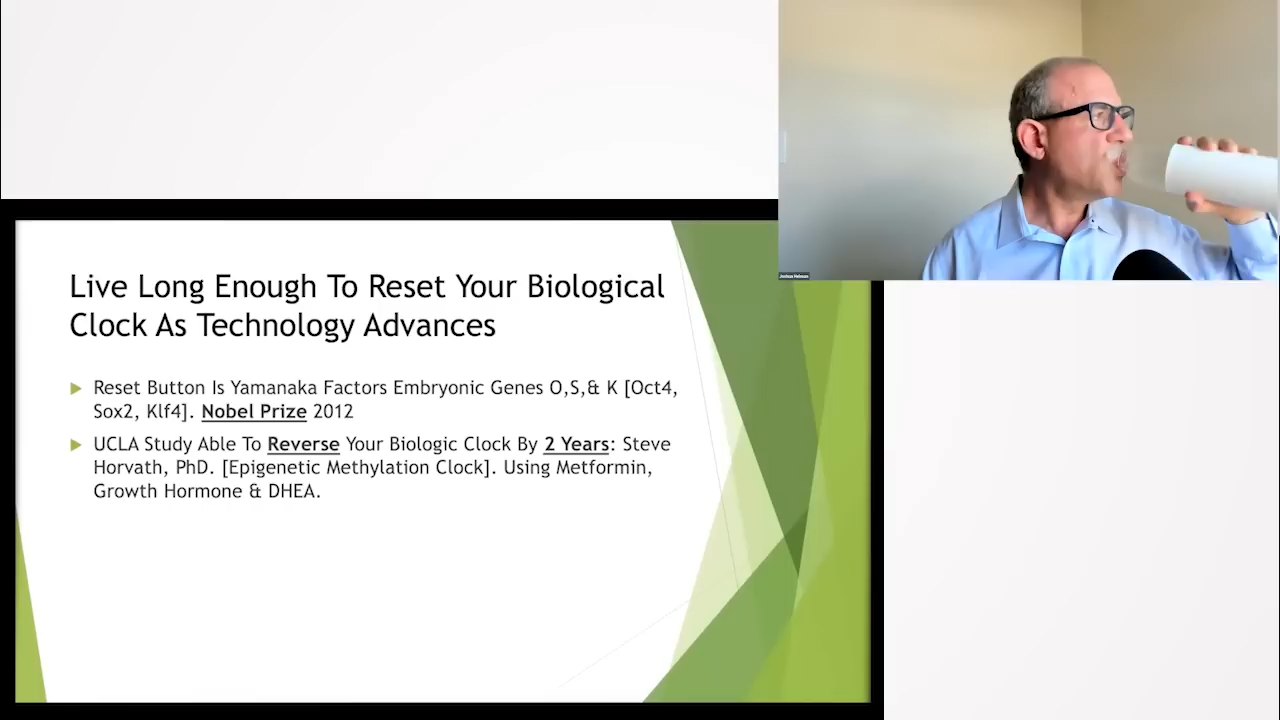 Live Long Enough To Reset Your Biological
Clock As Technology Advances
Reset Button Is Yamanaka Factors Embryonic Genes O,S,& K [Oct4,
Sox2, Klf4]. Nobel Prize 2012
UCLA Study Able To Reverse Your Biologic Clock By 2 Years: Steve
Horvath, PhD. [Epigenetic Methylation Clock]. Using Metformin,
Growth Hormone & DHEA.